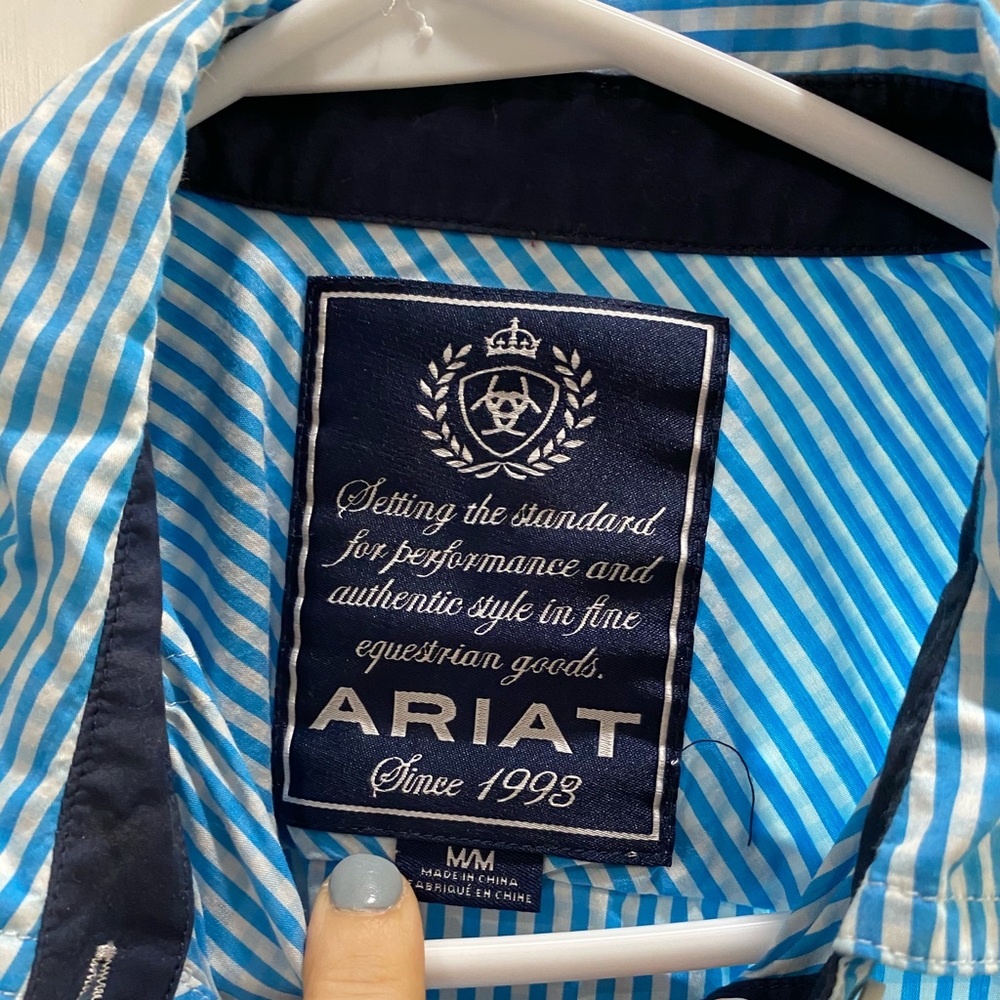 Setting the standard
for performance and
authentic style in fine
equestrian goods.
ARIAT
Since 1993
M/M
MADE IN CHINA
FABRIQUÉ EN CHINE